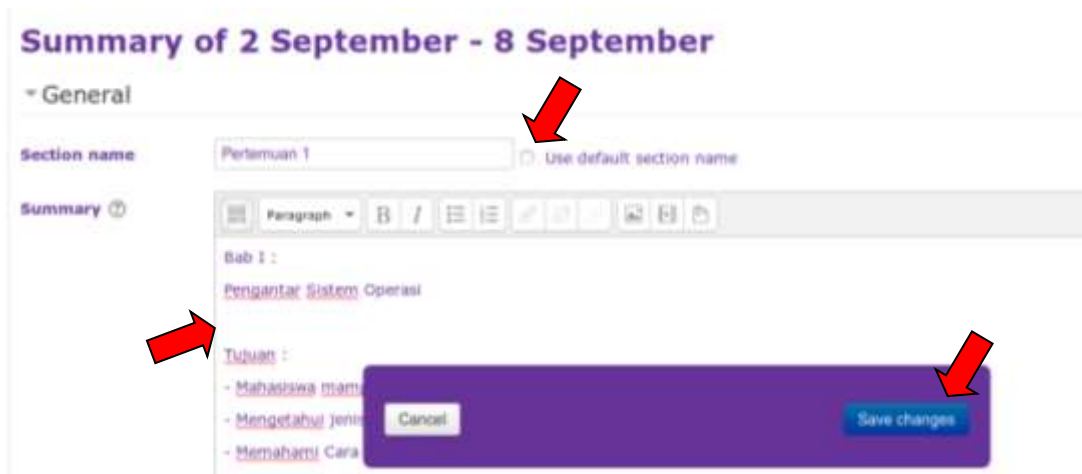 Summary of 2 September - 8 September
General
Section name
Pertemuan 1
Use default section name
Summary
Paragraph
B I
Bab I :
Pengantar Sistem Operasi
Tujuan :
- Mahasiswa
- Mengetahui
- Memahami Cara
Cancel
Save changes